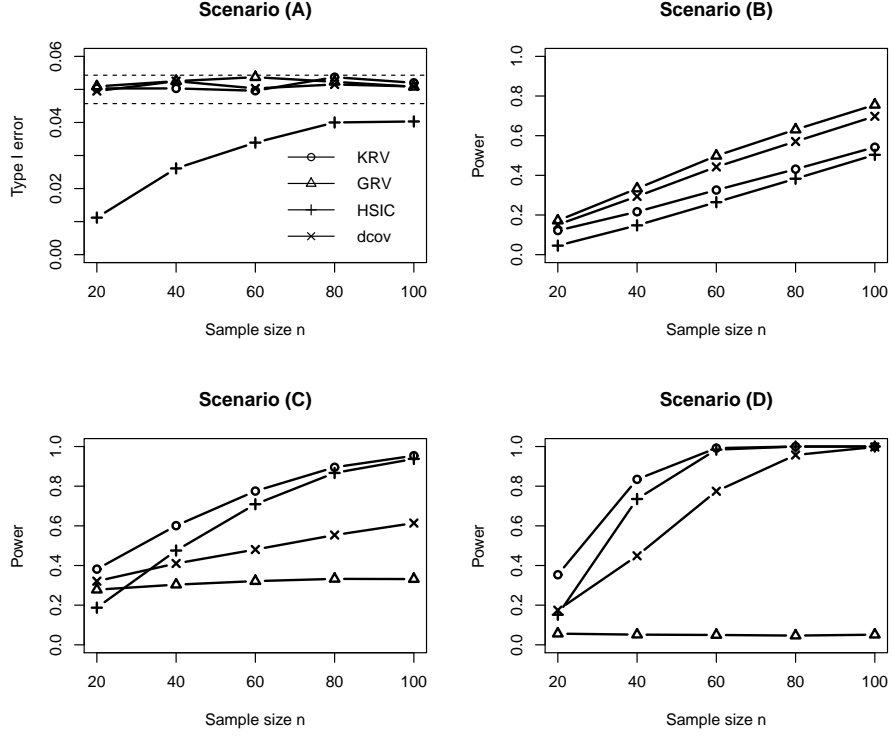 Scenario (A)
Type I error
0.00
0.02
0.04
0.06
KRV
GRV
HSIC
dcov
20 40 60 80 100
Sample size n
Scenario (B)
Power
0.0 0.2 0.4 0.6 0.8 1.0
20 40 60 80 100
Sample size n
Scenario (C)
Power
0.0 0.2 0.4 0.6 0.8 1.0
20 40 60 80 100
Sample size n
Scenario (D)
Power
0.0 0.2 0.4 0.6 0.8 1.0
20 40 60 80 100
Sample size n